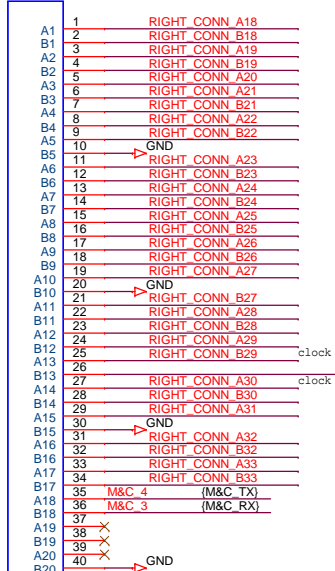 1 RIGHT_CONN_A18
A1
2 RIGHT_CONN_B18
B1
3 RIGHT_CONN_A19
A2
4 RIGHT_CONN_B19
B2
5 RIGHT_CONN_A20
A3
6 RIGHT_CONN_A21
B3
7 RIGHT_CONN_B21
A4
8 RIGHT_CONN_A22
B4
9 RIGHT_CONN_B22
A5
10 GND
B5
11 RIGHT_CONN_A23
A6
12 RIGHT_CONN_B23
B6
13 RIGHT_CONN_A24
A7
14 RIGHT_CONN_B24
B7
15 RIGHT_CONN_A25
A8
16 RIGHT_CONN_B25
B8
17 RIGHT_CONN_A26
A9
18 RIGHT_CONN_B26
B9
19 RIGHT_CONN_A27
A10
20 GND
B10
21 RIGHT_CONN_B27
A11
22 RIGHT_CONN_A28
B11
23 RIGHT_CONN_B28
A12
24 RIGHT_CONN_A29
B12
25 RIGHT_CONN_B29 clock
A13
26
B13
27 RIGHT_CONN_A30 clock
A14
28 RIGHT_CONN_B30
B14
29 RIGHT_CONN_A31
A15
30 GND
B15
31 RIGHT_CONN_A32
A16
32 RIGHT_CONN_B32
B16
33 RIGHT_CONN_A33
A17
34 RIGHT_CONN_B33
B17
35 M&C_4 {M&C_TX}
A18
36 M&C_3 {M&C_RX}
B18
37
A19
38
B19
39
A20
40 GND
B20